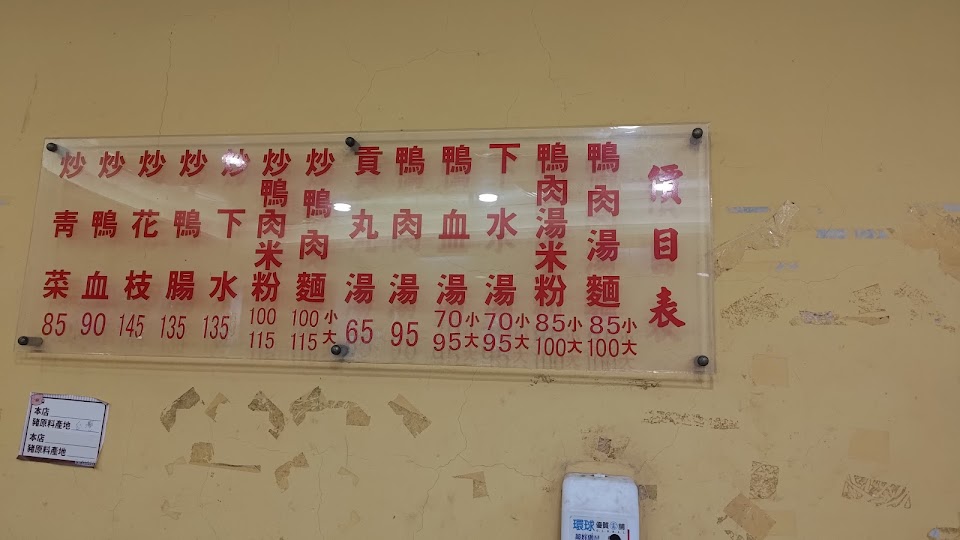 價目表
鴨肉湯麵 85小 100大
鴨肉湯米粉 85小 100大
下水湯 70小 95大
鴨血湯 70小 95大
鴨肉湯 95
貢丸湯 65
炒鴨肉麵 100小 115大
炒鴨肉米粉 100 115
炒下水 135
炒鴨腸 135
炒花枝 145
炒鴨血 90
炒青菜 85
本店
豬原料產地
本店
豬原料產地
環球